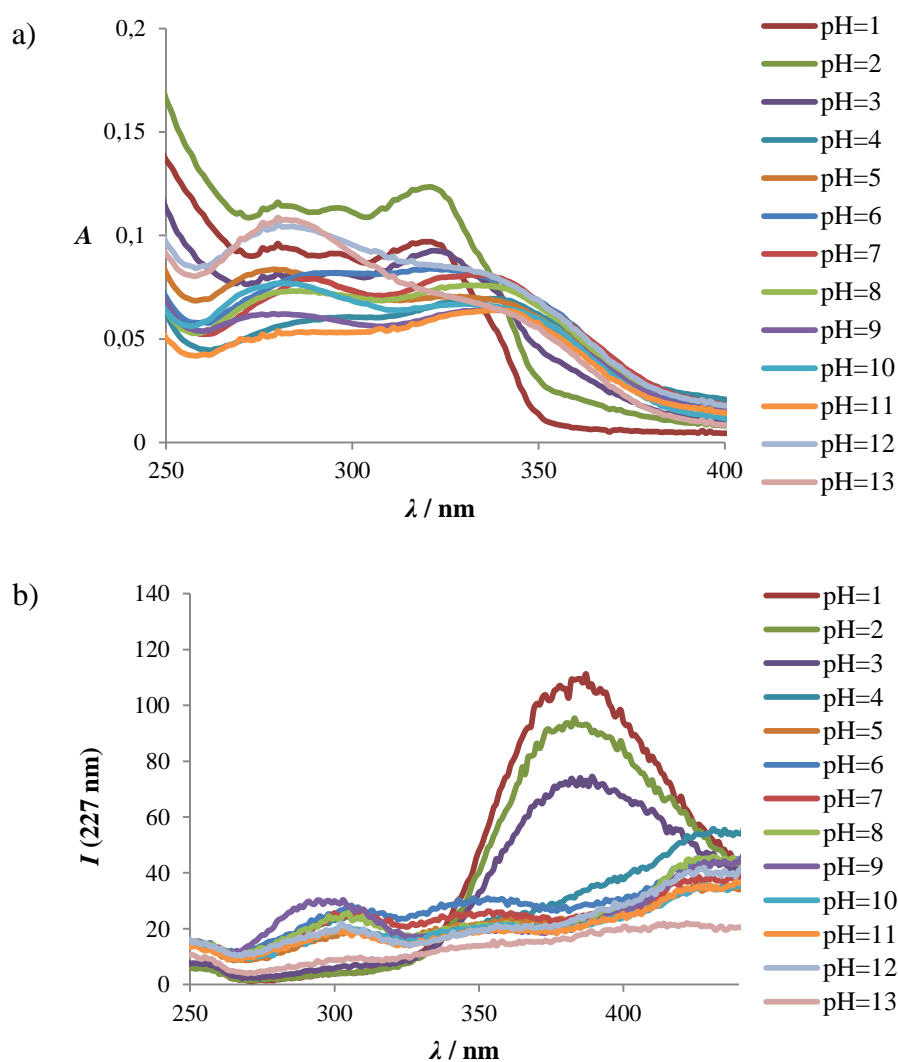 a)
0,2
0,15
0,1
0,05
0
A
250
300
350
400
λ / nm
pH=1
pH=2
pH=3
pH=4
pH=5
pH=6
pH=7
pH=8
pH=9
pH=10
pH=11
pH=12
pH=13
b)
140
120
100
80
60
40
20
0
I (227 nm)
250
300
350
400
λ / nm
pH=1
pH=2
pH=3
pH=4
pH=5
pH=6
pH=7
pH=8
pH=9
pH=10
pH=11
pH=12
pH=13